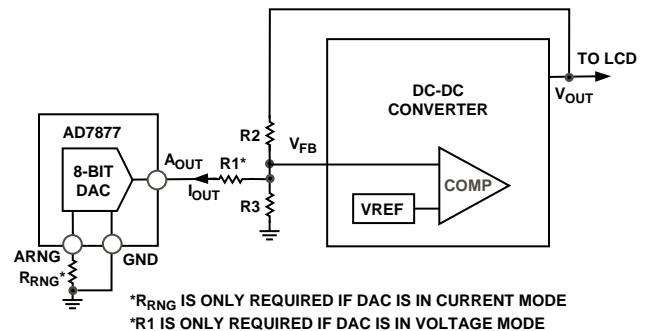 TO LCD
DC-DC
CONVERTER
VOUT
AD7877
R2
VFB
AOUT
R1*
8-BIT
DAC
COMP
IOUT
R3
VREF
ARNG
GND
RRNG*
*RRNG IS ONLY REQUIRED IF DAC IS IN CURRENT MODE
*R1 IS ONLY REQUIRED IF DAC IS IN VOLTAGE MODE